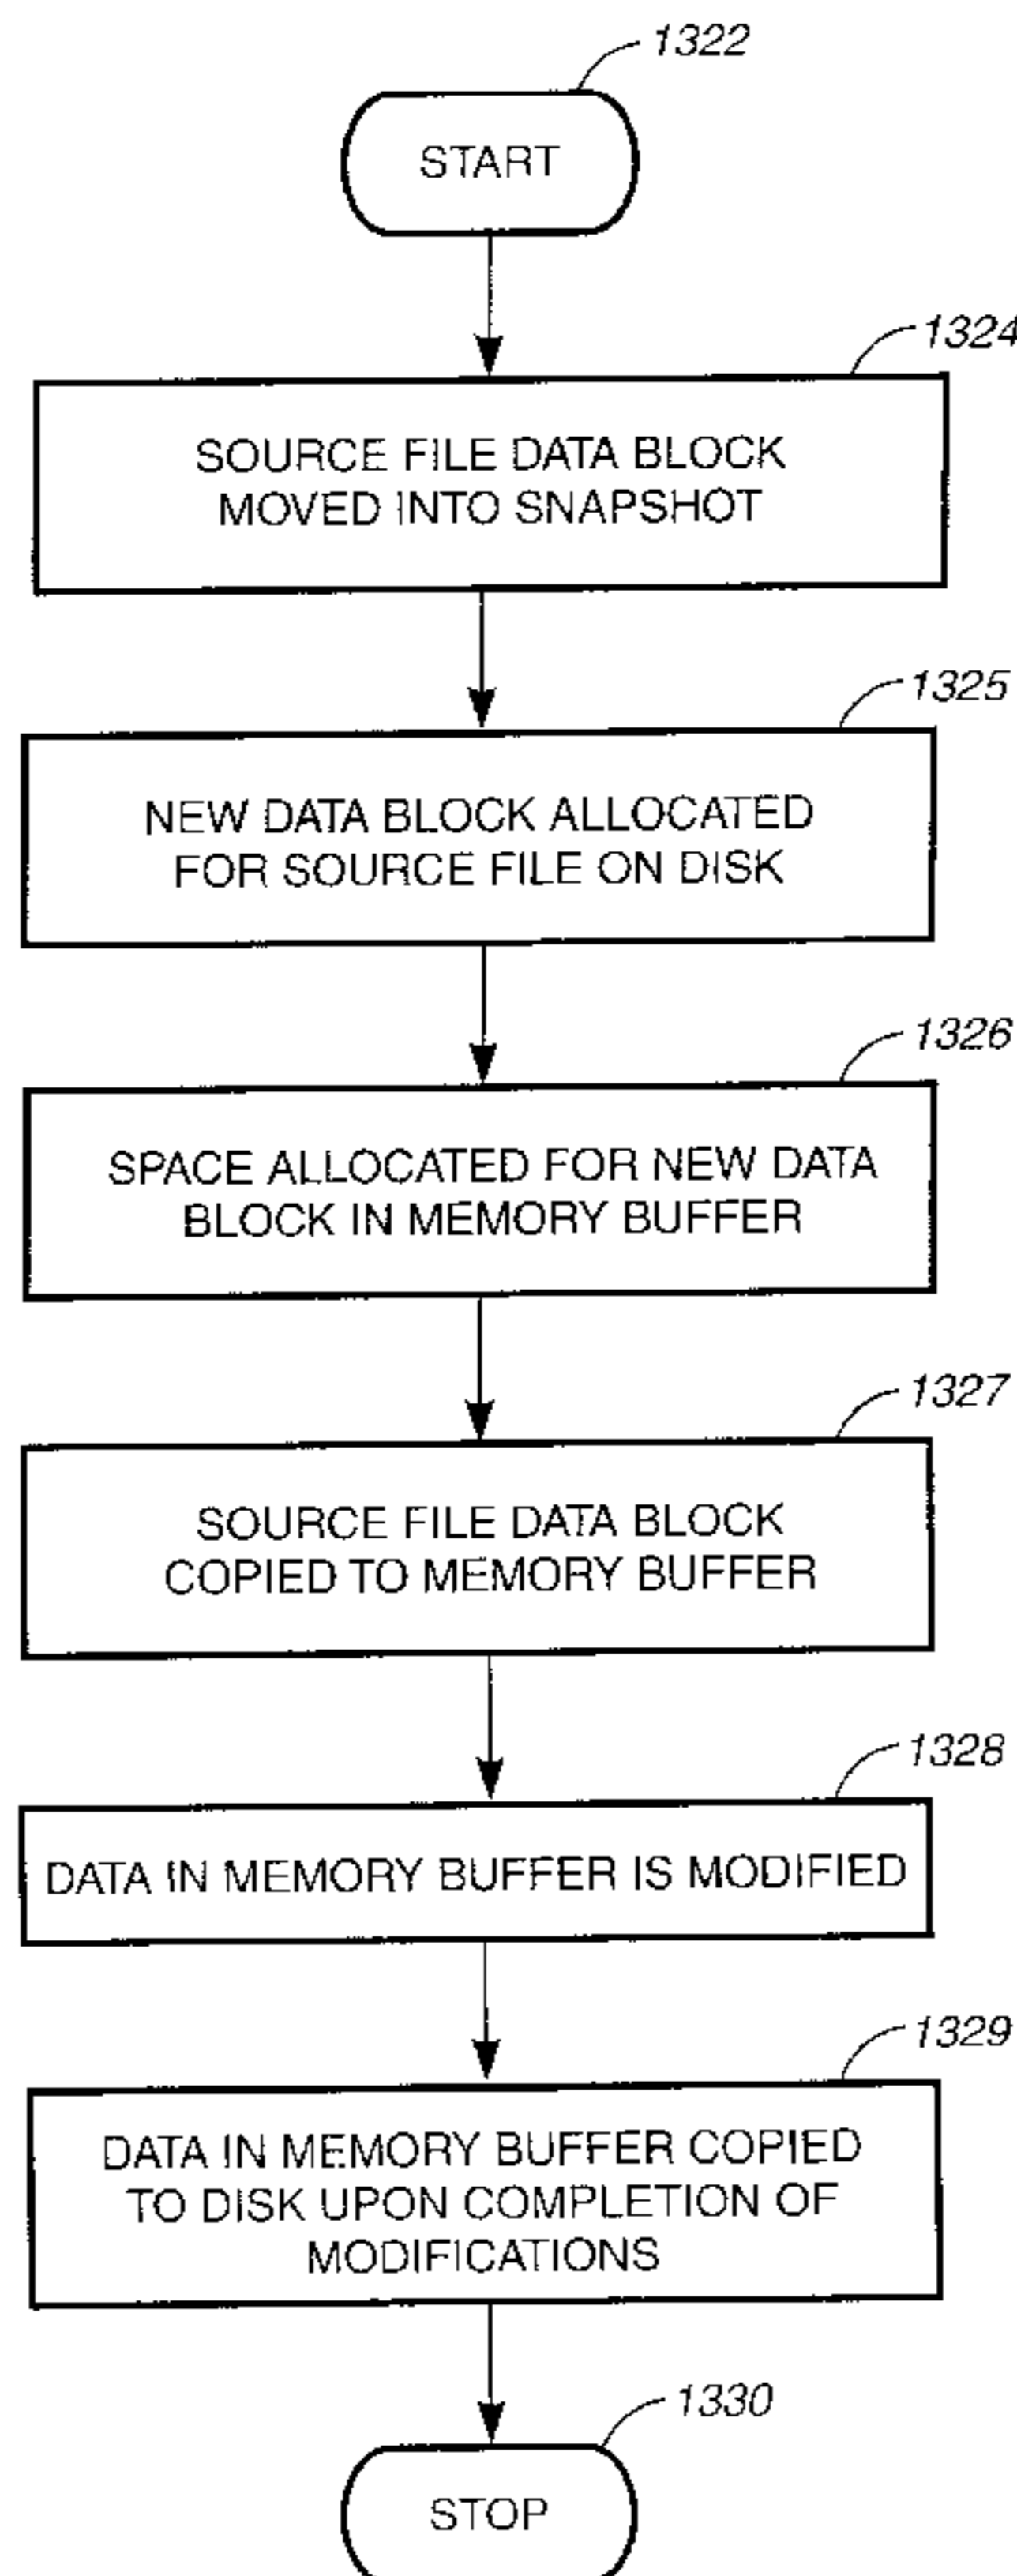 1322
START
1324
SOURCE FILE DATA BLOCK
MOVED INTO SNAPSHOT
1325
NEW DATA BLOCK ALLOCATED
FOR SOURCE FILE ON DISK
1326
SPACE ALLOCATED FOR NEW DATA
BLOCK IN MEMORY BUFFER
1327
SOURCE FILE DATA BLOCK
COPIED TO MEMORY BUFFER
1328
DATA IN MEMORY BUFFER IS MODIFIED
1329
DATA IN MEMORY BUFFER COPIED
TO DISK UPON COMPLETION OF
MODIFICATIONS
1330
STOP